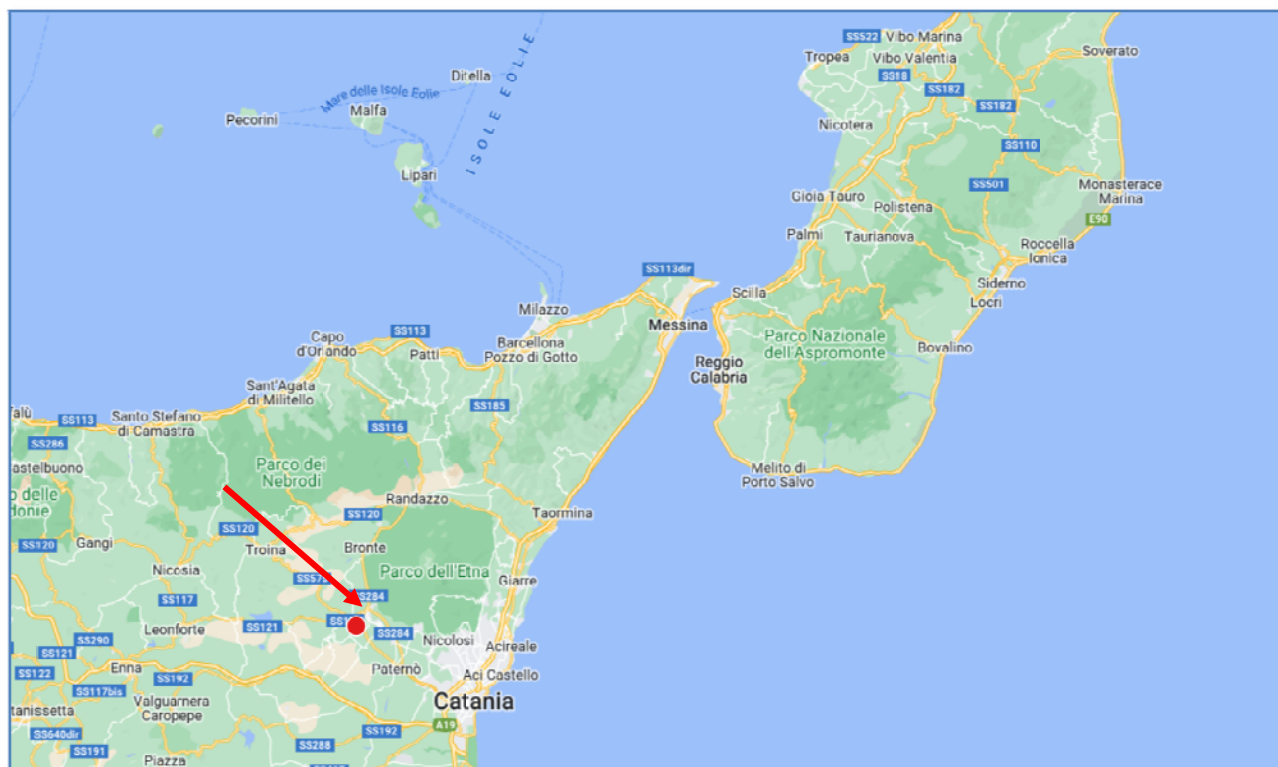 SS522
Vibo Marina
Tropea
Vibo Valentia
Soverato
SS18
SS182
SS182
Ditella
Mare delle Isole Eolie
ISOLE EOLIE
Malfa
Pecorini
Nicotera
SS110
Lipari
SS501
Gioia Tauro
Polistena
Monasterace
Marina
E90
Palmi
Taurianova
Roccella
Ionica
SS113dir
Siderno
Scilla
Locri
Milazzo
Messina
Capo
d'Orlando
SS113
Patti
Barcellona
Pozzo di Gotto
Parco Nazionale
dell'Aspromonte
Bovalino
Reggio
Calabria
Sant'Agata
di Militello
SS185
SS113
Santo Stefano
di Camastra
SS116
SS286
Parco dei
Nebrodi
Melito di
Porto Salvo
Randazzo
SS120
Taormina
SS120
SS120
Gangi
Troina
Bronte
Nicosia
Parco dell'Etna
Giarre
SS117
SS284
Leonforte
SS121
SS284
Nicolosi
Acireale
SS290
SS121
Enna
Paternò
Aci Castello
SS122
SS192
SS117bis
Valguarnera
Caropepe
Catania
A19
SS640dir
SS192
SS288
SS191
Piazza